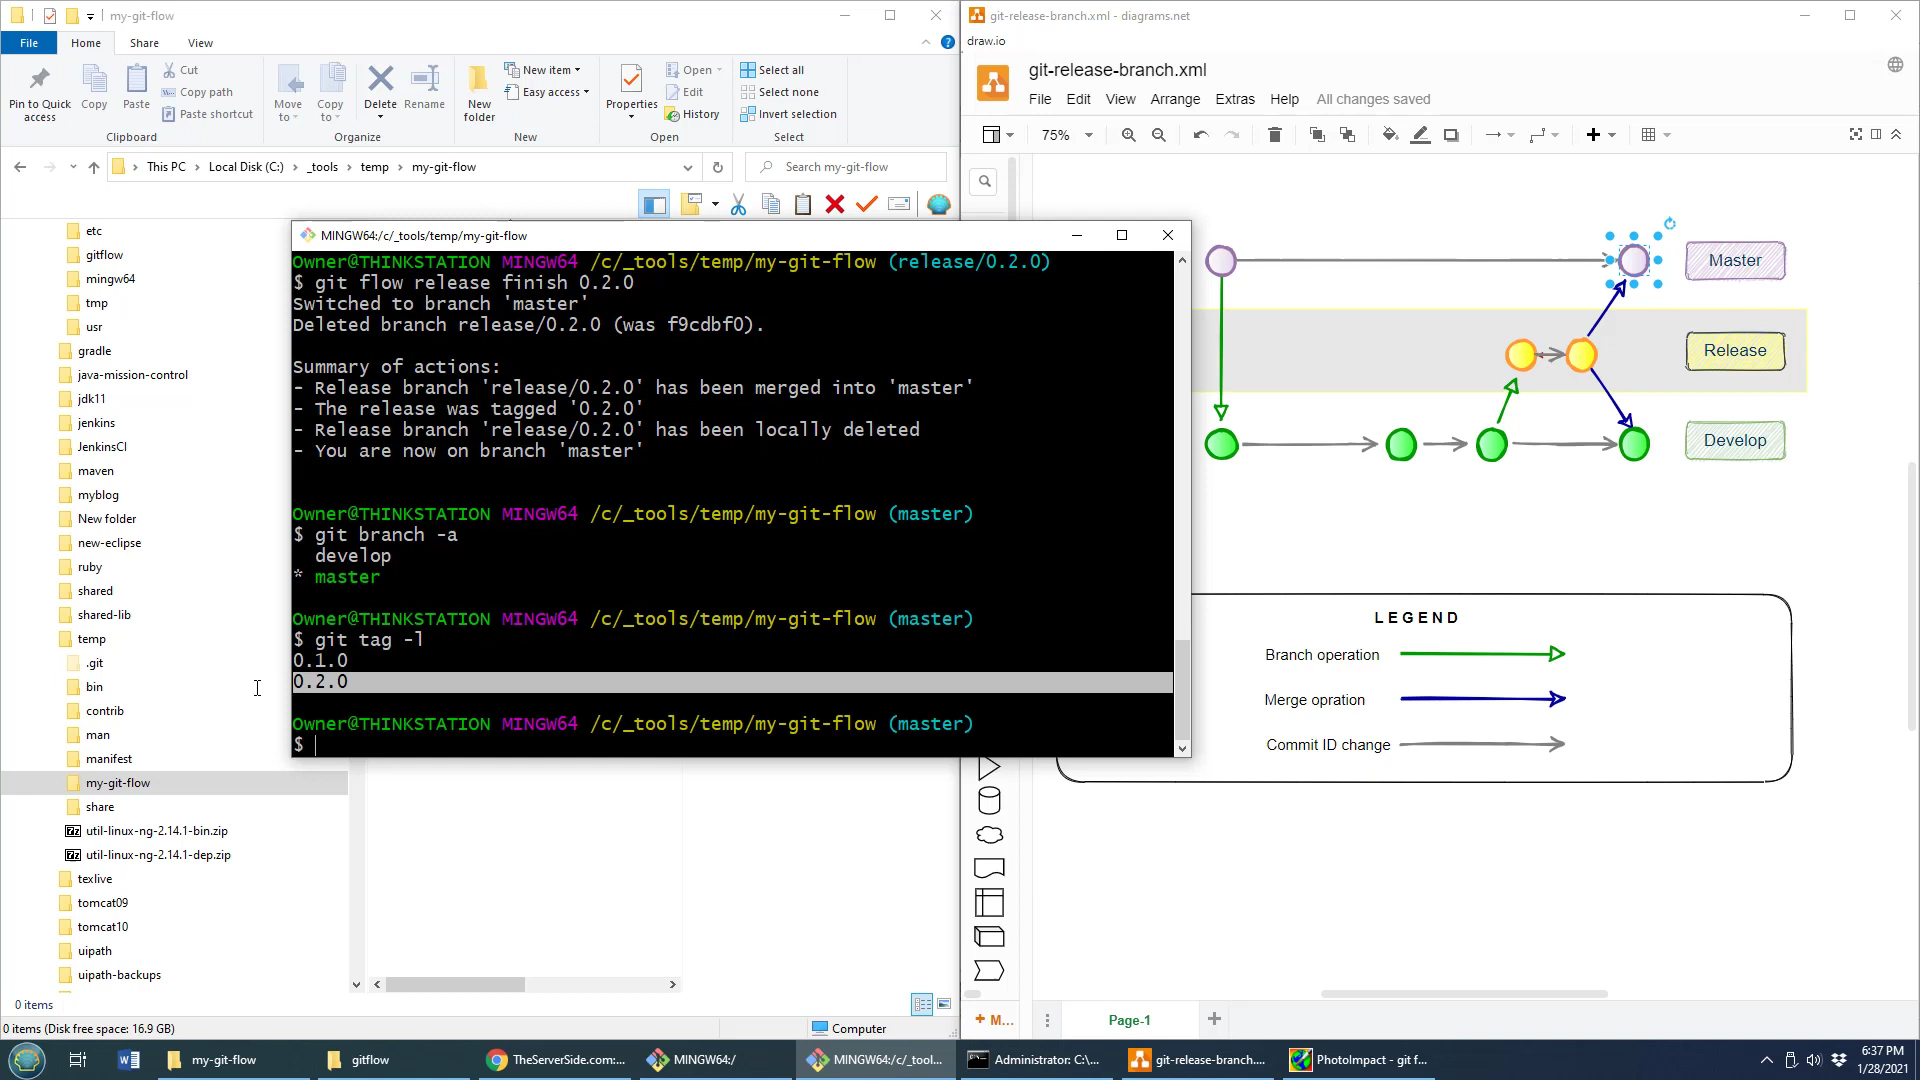 my-git-flow
File
Home
Share
View
Pin to Quick
access
Copy
Paste
Cut
Copy path
Paste shortcut
Clipboard
Move
to
Copy
to
Delete
Rename
Organize
New
folder
New item
Easy access
New
Properties
Open
Edit
History
Open
Select all
Select none
Invert selection
Select
This PC
Local Disk (C:)
_tools
temp
my-git-flow
Search my-git-flow
etc
gitflow
mingw64
tmp
usr
gradle
java-mission-control
jdk11
jenkins
JenkinsCI
maven
myblog
New folder
new-eclipse
ruby
shared
shared-lib
temp
.git
bin
contrib
man
manifest
my-git-flow
share
util-linux-ng-2.14.1-bin.zip
util-linux-ng-2.14.1-dep.zip
texlive
tomcat09
tomcat10
uipath
uipath-backups
0 items
0 items (Disk free space: 16.9 GB)
Computer
MINGW64:/c/_tools/temp/my-git-flow
Owner@THINKSTATION MINGW64 /c/_tools/temp/my-git-flow (release/0.2.0)
$ git flow release finish 0.2.0
Switched to branch 'master'
Deleted branch release/0.2.0 (was f9cdbf0).
Summary of actions:
- Release branch 'release/0.2.0' has been merged into 'master'
- The release was tagged '0.2.0'
- Release branch 'release/0.2.0' has been locally deleted
- You are now on branch 'master'
Owner@THINKSTATION MINGW64 /c/_tools/temp/my-git-flow (master)
$ git branch -a
develop
* master
Owner@THINKSTATION MINGW64 /c/_tools/temp/my-git-flow (master)
$ git tag -l
0.1.0
0.2.0
Owner@THINKSTATION MINGW64 /c/_tools/temp/my-git-flow (master)
$
git-release-branch.xml - diagrams.net
draw.io
git-release-branch.xml
File Edit View Arrange Extras Help All changes saved
75%
Master
Release
Develop
LEGEND
Branch operation
Merge opration
Commit ID change
+ M...
Page-1
my-git-flow
gitflow
TheServerSide.com:...
MINGW64:/
MINGW64:/c/_tool...
Administrator: C:\...
git-release-branch....
PhotoImpact - git f...
6:37 PM
1/28/2021